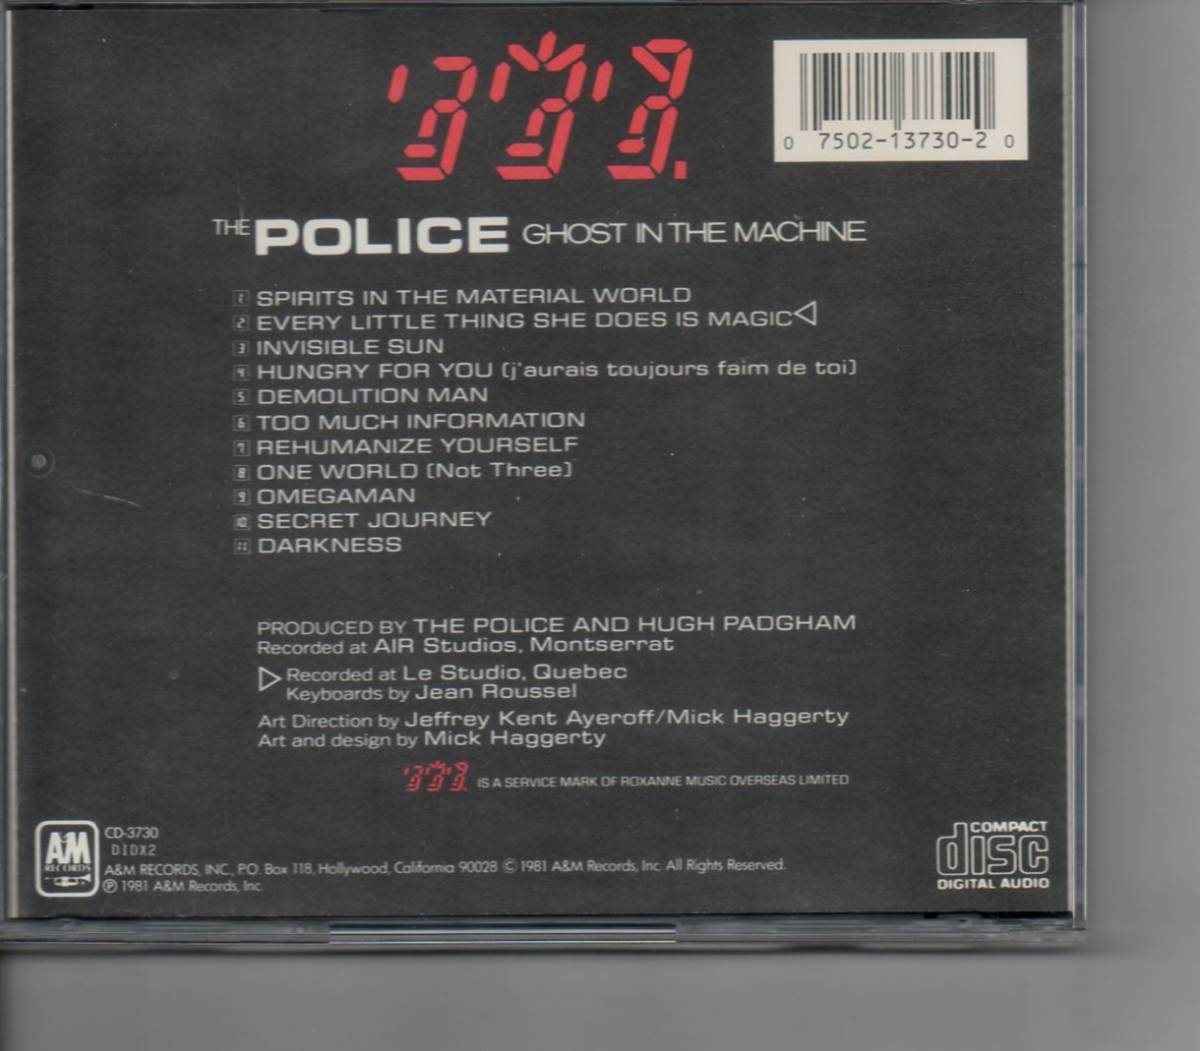 0 7502-13730-2 0
THE POLICE GHOST IN THE MACHINE
1 SPIRITS IN THE MATERIAL WORLD
2 EVERY LITTLE THING SHE DOES IS MAGIC
3 INVISIBLE SUN
4 HUNGRY FOR YOU (j'aurais toujours faim de toi)
5 DEMOLITION MAN
6 TOO MUCH INFORMATION
7 REHUMANIZE YOURSELF
8 ONE WORLD (Not Three)
9 OMEGAMAN
10 SECRET JOURNEY
11 DARKNESS
PRODUCED BY THE POLICE AND HUGH PADGHAM
Recorded at AIR Studios, Montserrat
Recorded at Le Studio, Quebec
Keyboards by Jean Roussel
Art Direction by Jeffrey Kent Ayeroff/Mick Haggerty
Art and design by Mick Haggerty
IS A SERVICE MARK OF ROXANNE MUSIC OVERSEAS LIMITED
A&M RECORDS
CD-3730
DIDX2
A&M RECORDS, INC., P.O. Box 118, Hollywood, California 90028 © 1981 A&M Records, Inc. All Rights Reserved.
℗ 1981 A&M Records, Inc.
COMPACT
disc
DIGITAL AUDIO